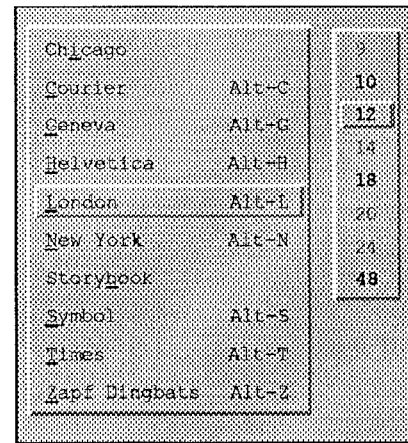 Chicago
Courier Alt-C
Geneva Alt-G
Helvetica Alt-H
London Alt-L
New York Alt-N
Storybook
Symbol Alt-S
Times Alt-T
Zapf Dingbats Alt-Z
9
10
12
14
18
20
24
48